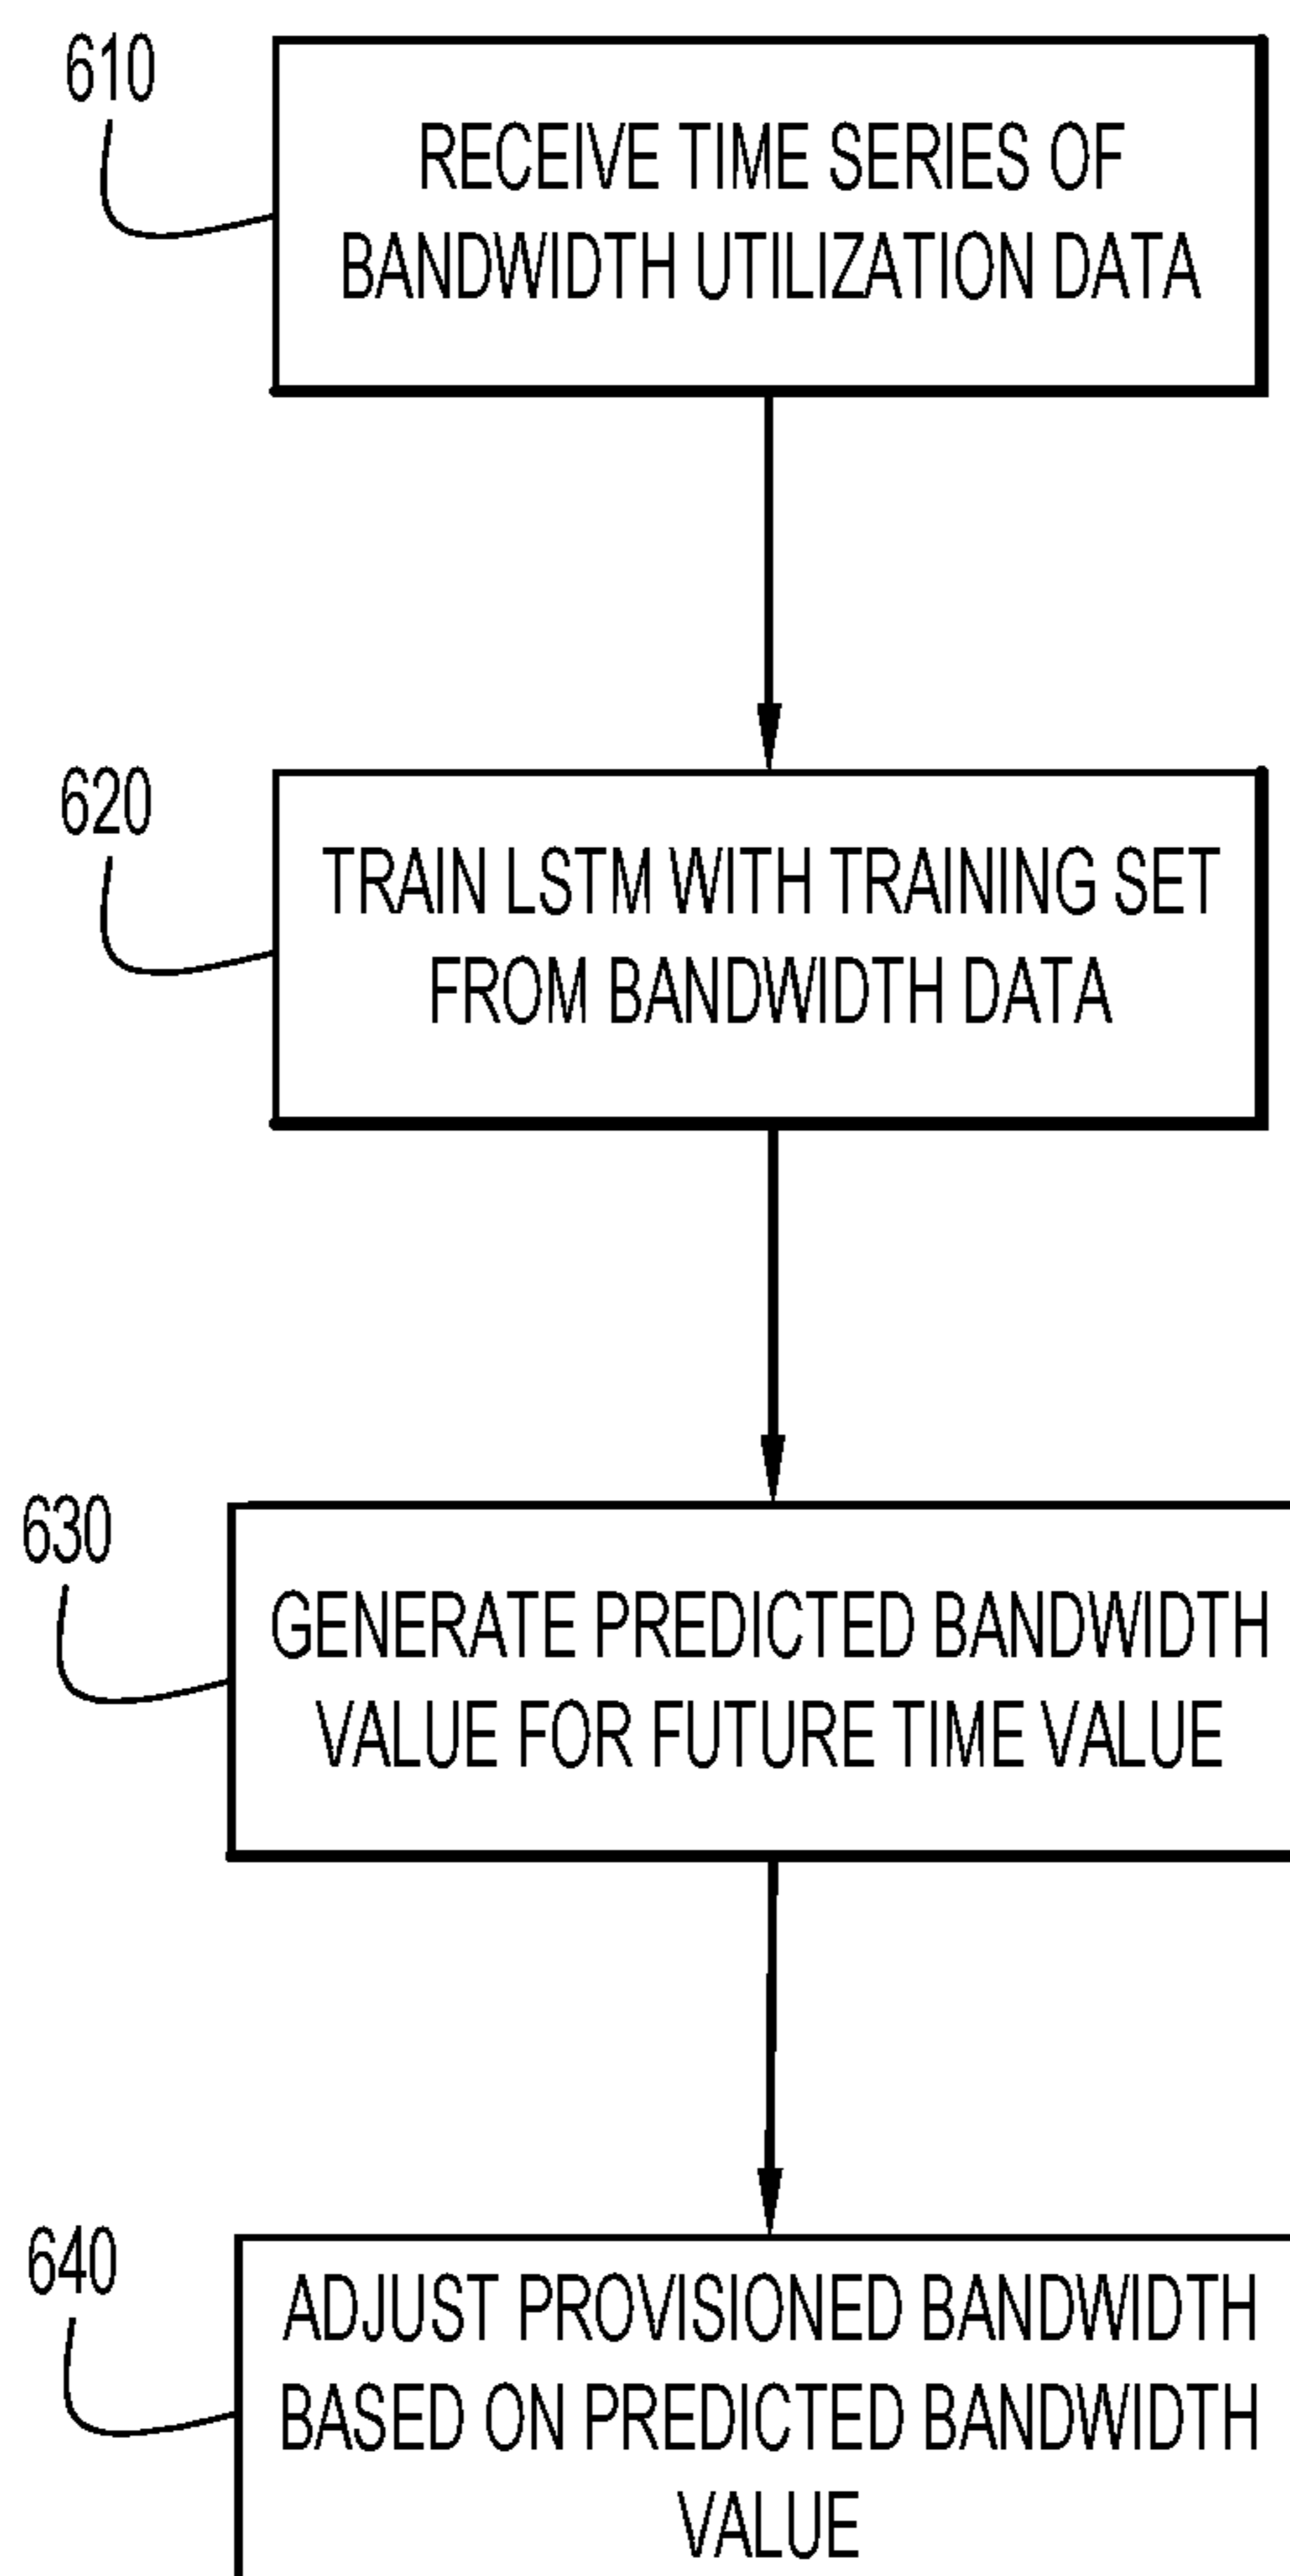 610
RECEIVE TIME SERIES OF
BANDWIDTH UTILIZATION DATA
620
TRAIN LSTM WITH TRAINING SET
FROM BANDWIDTH DATA
630
GENERATE PREDICTED BANDWIDTH
VALUE FOR FUTURE TIME VALUE
640
ADJUST PROVISIONED BANDWIDTH
BASED ON PREDICTED BANDWIDTH
VALUE